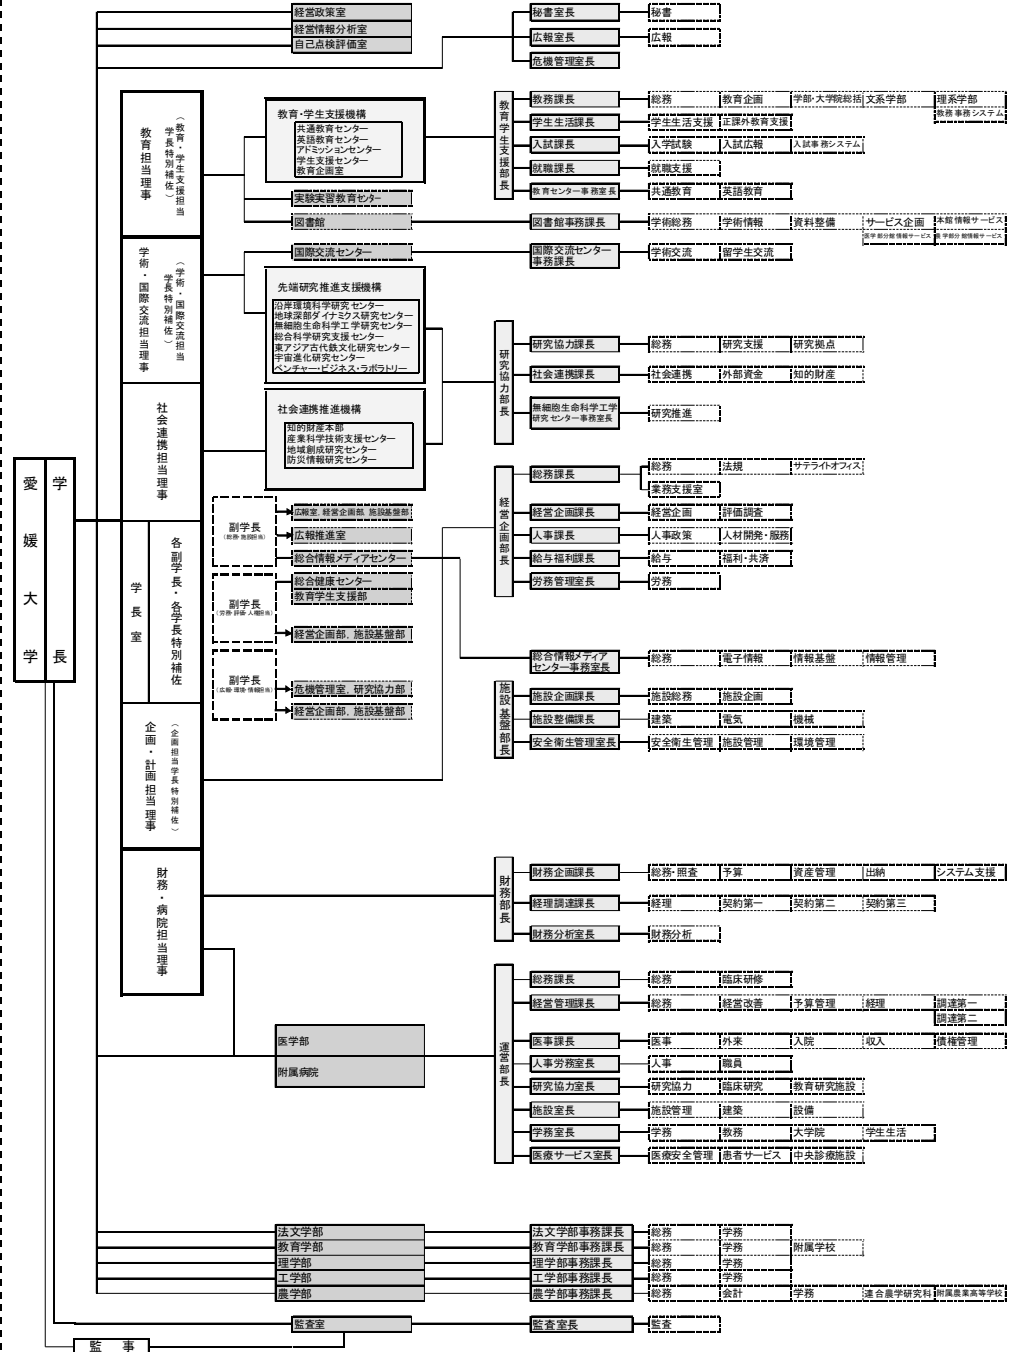 経営政策室
経営情報分析室
自己点検評価室
秘書室長
秘書
広報室長
広報
危機管理室長
教育担当理事
（教育・学生支援担当
学長特別補佐）
教育・学生支援機構
共通教育センター
英語教育センター
アドミッションセンター
学生支援センター
教育企画室
実験実習教育センター
図書館
教育学生支援部長
教務課長
総務
教育企画
学部・大学院総括
文系学部
理系学部
教務事務システム
学生生活課長
学生生活支援
正課外教育支援
入試課長
入学試験
入試広報
入試事務システム
就職課長
就職支援
教育センター事務室長
共通教育
英語教育
図書館事務課長
学術総務
学術情報
資料整備
サービス企画
本館情報サービス
医学部分館情報サービス
農学部分館情報サービス
学術・国際交流担当理事
（学術・国際交流担当
学長特別補佐）
国際交流センター
国際交流センター
事務課長
学術交流
留学生交流
先端研究推進支援機構
沿岸環境科学研究センター
地球深部ダイナミクス研究センター
無細胞生命科学工学研究センター
総合科学研究支援センター
東アジア古代鉄文化研究センター
宇宙進化研究センター
ベンチャー・ビジネス・ラボラトリー
研究協力部長
研究協力課長
総務
研究支援
研究拠点
社会連携課長
社会連携
外部資金
知的財産
無細胞生命科学工学
研究センター事務室長
研究推進
社会連携担当理事
社会連携推進機構
知的財産本部
産業科学技術支援センター
地域創成研究センター
防災情報研究センター
愛媛大学
学長
経営企画部長
総務課長
総務
法規
サテライトオフィス
業務支援室
経営企画課長
経営企画
評価調査
人事課長
人事政策
人材開発・服務
給与福利課長
給与
福利・共済
労務管理室長
労務
学長室
各副学長・各学長特別補佐
副学長
（総務・施設担当）
広報室，経営企画部，施設基盤部
広報推進室
総合情報メディアセンター
副学長
（労務・評価・人権担当）
総合健康センター
教育学生支援部
経営企画部，施設基盤部
副学長
（広報・環境・情報担当）
危機管理室，研究協力部
経営企画部，施設基盤部
総合情報メディア
センター事務室長
総務
電子情報
情報基盤
情報管理
施設基盤部長
施設企画課長
施設総務
施設企画
施設整備課長
建築
電気
機械
安全衛生管理室長
安全衛生管理
施設管理
環境管理
企画・計画担当理事
（企画担当学長特別補佐）
財務・病院担当理事
財務部長
財務企画課長
総務・照査
予算
資産管理
出納
システム支援
経理調達課長
経理
契約第一
契約第二
契約第三
財務分析室長
財務分析
医学部
附属病院
運営部長
総務課長
総務
臨床研修
経営管理課長
総務
経営改善
予算管理
経理
調達第一
調達第二
医事課長
医事
外来
入院
収入
債権管理
人事労務室長
人事
職員
研究協力室長
研究協力
臨床研究
教育研究施設
施設室長
施設管理
建築
設備
学務室長
学務
教務
大学院
学生生活
医療サービス室長
医療安全管理
患者サービス
中央診療施設
法文学部
法文学部事務課長
総務
学務
教育学部
教育学部事務課長
総務
学務
附属学校
理学部
理学部事務課長
総務
学務
工学部
工学部事務課長
総務
学務
農学部
農学部事務課長
総務
会計
学務
連合農学研究科
附属農業高等学校
監査室
監査室長
監査
監　事